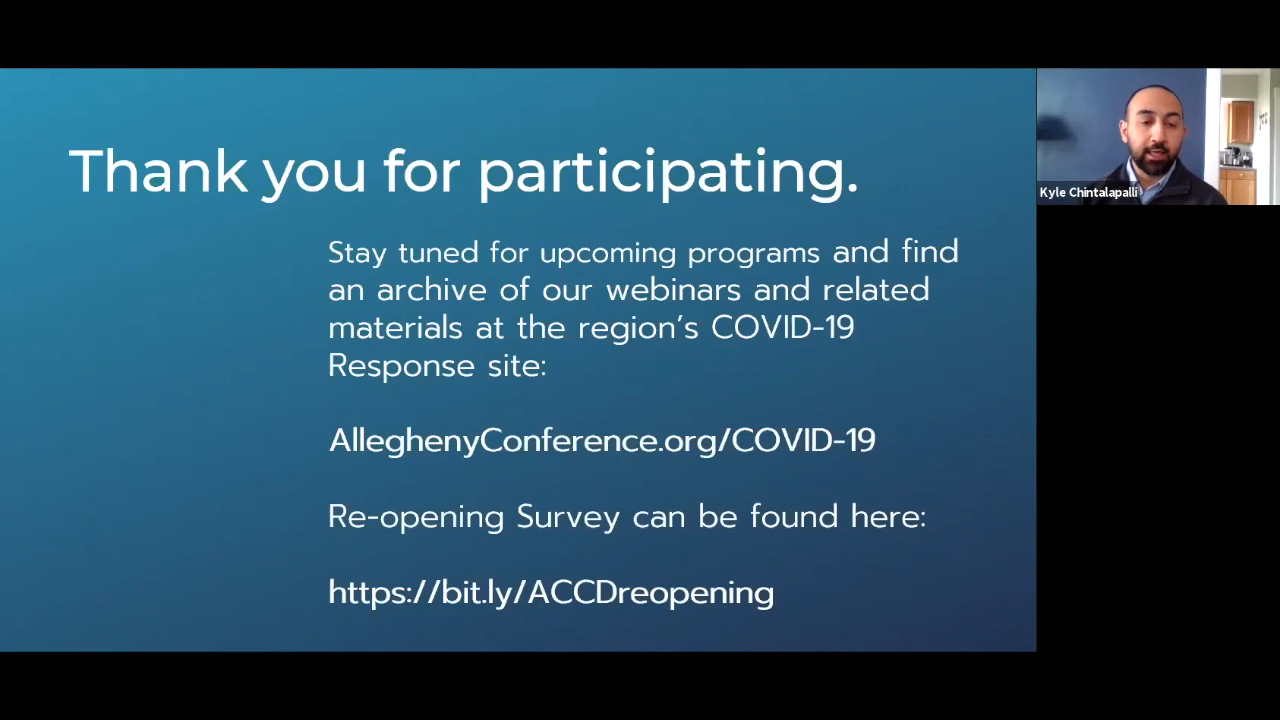 Thank you for participating.
Stay tuned for upcoming programs and find
an archive of our webinars and related
materials at the region's COVID-19
Response site:
AlleghenyConference.org/COVID-19
Re-opening Survey can be found here:
https://bit.ly/ACCDreopening
Kyle Chintalapalli